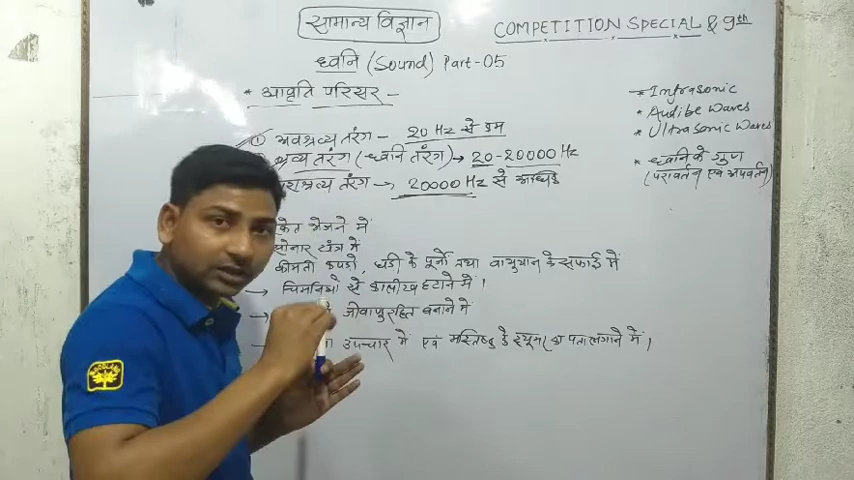 सामान्य विज्ञान
COMPETITION SPECIAL & 9th
ध्वनि (Sound) Part-05
* आवृति परिसर -
① अवश्रव्य तरंग - 20 Hz से कम
श्रव्य तरंग (ध्वनि तरंग) → 20-20000 Hz
पराश्रव्य तरंग → 20000 Hz से अधिक
भेजने में
सोनार यंत्र में
कीमती कपड़ो, घड़ी के पूर्जो तथा वायुयान के सफाई में
→ चिमनियों से कालीख हटाने में।
→ जीवाणुरहित बनाने में
→ उपचार में एवं मस्तिष्क के ट्यूमर का पता लगाने में।
* Infrasonic
* Audibe waves
* Ultrasonic Waves
* ध्वनि के गुण
(परावर्तन एवं अपवर्तन)
WOODLAND